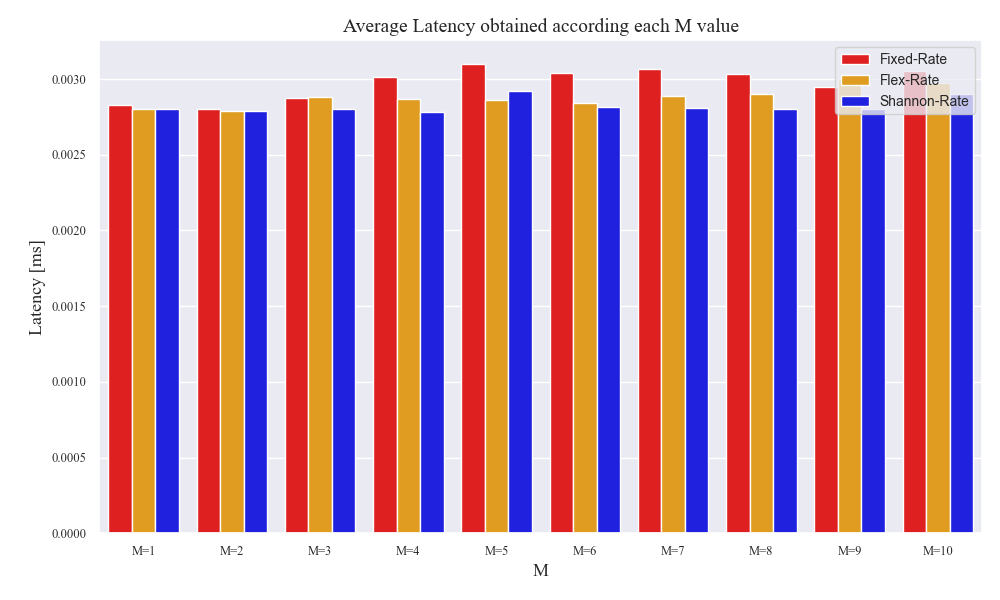 Average Latency obtained according each M value
Fixed-Rate
Flex-Rate
Shannon-Rate
Latency [ms]
0.0030
0.0025
0.0020
0.0015
0.0010
0.0005
0.0000
M=1 M=2 M=3 M=4 M=5 M=6 M=7 M=8 M=9 M=10
M